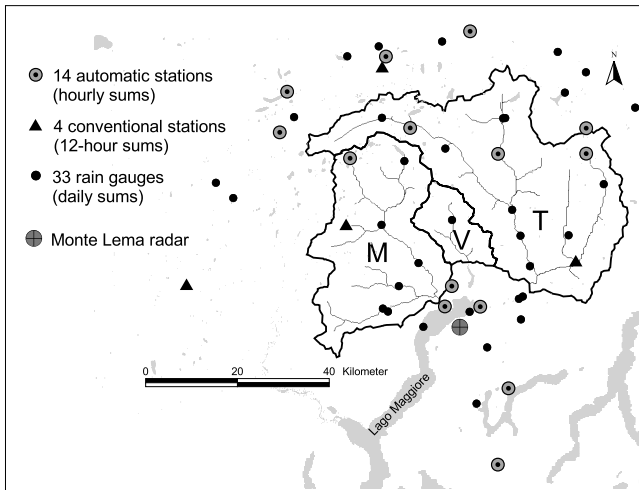 14 automatic stations
(hourly sums)
4 conventional stations
(12-hour sums)
33 rain gauges
(daily sums)
Monte Lema radar
N
T
V
M
0 20 40 Kilometer
Lago Maggiore